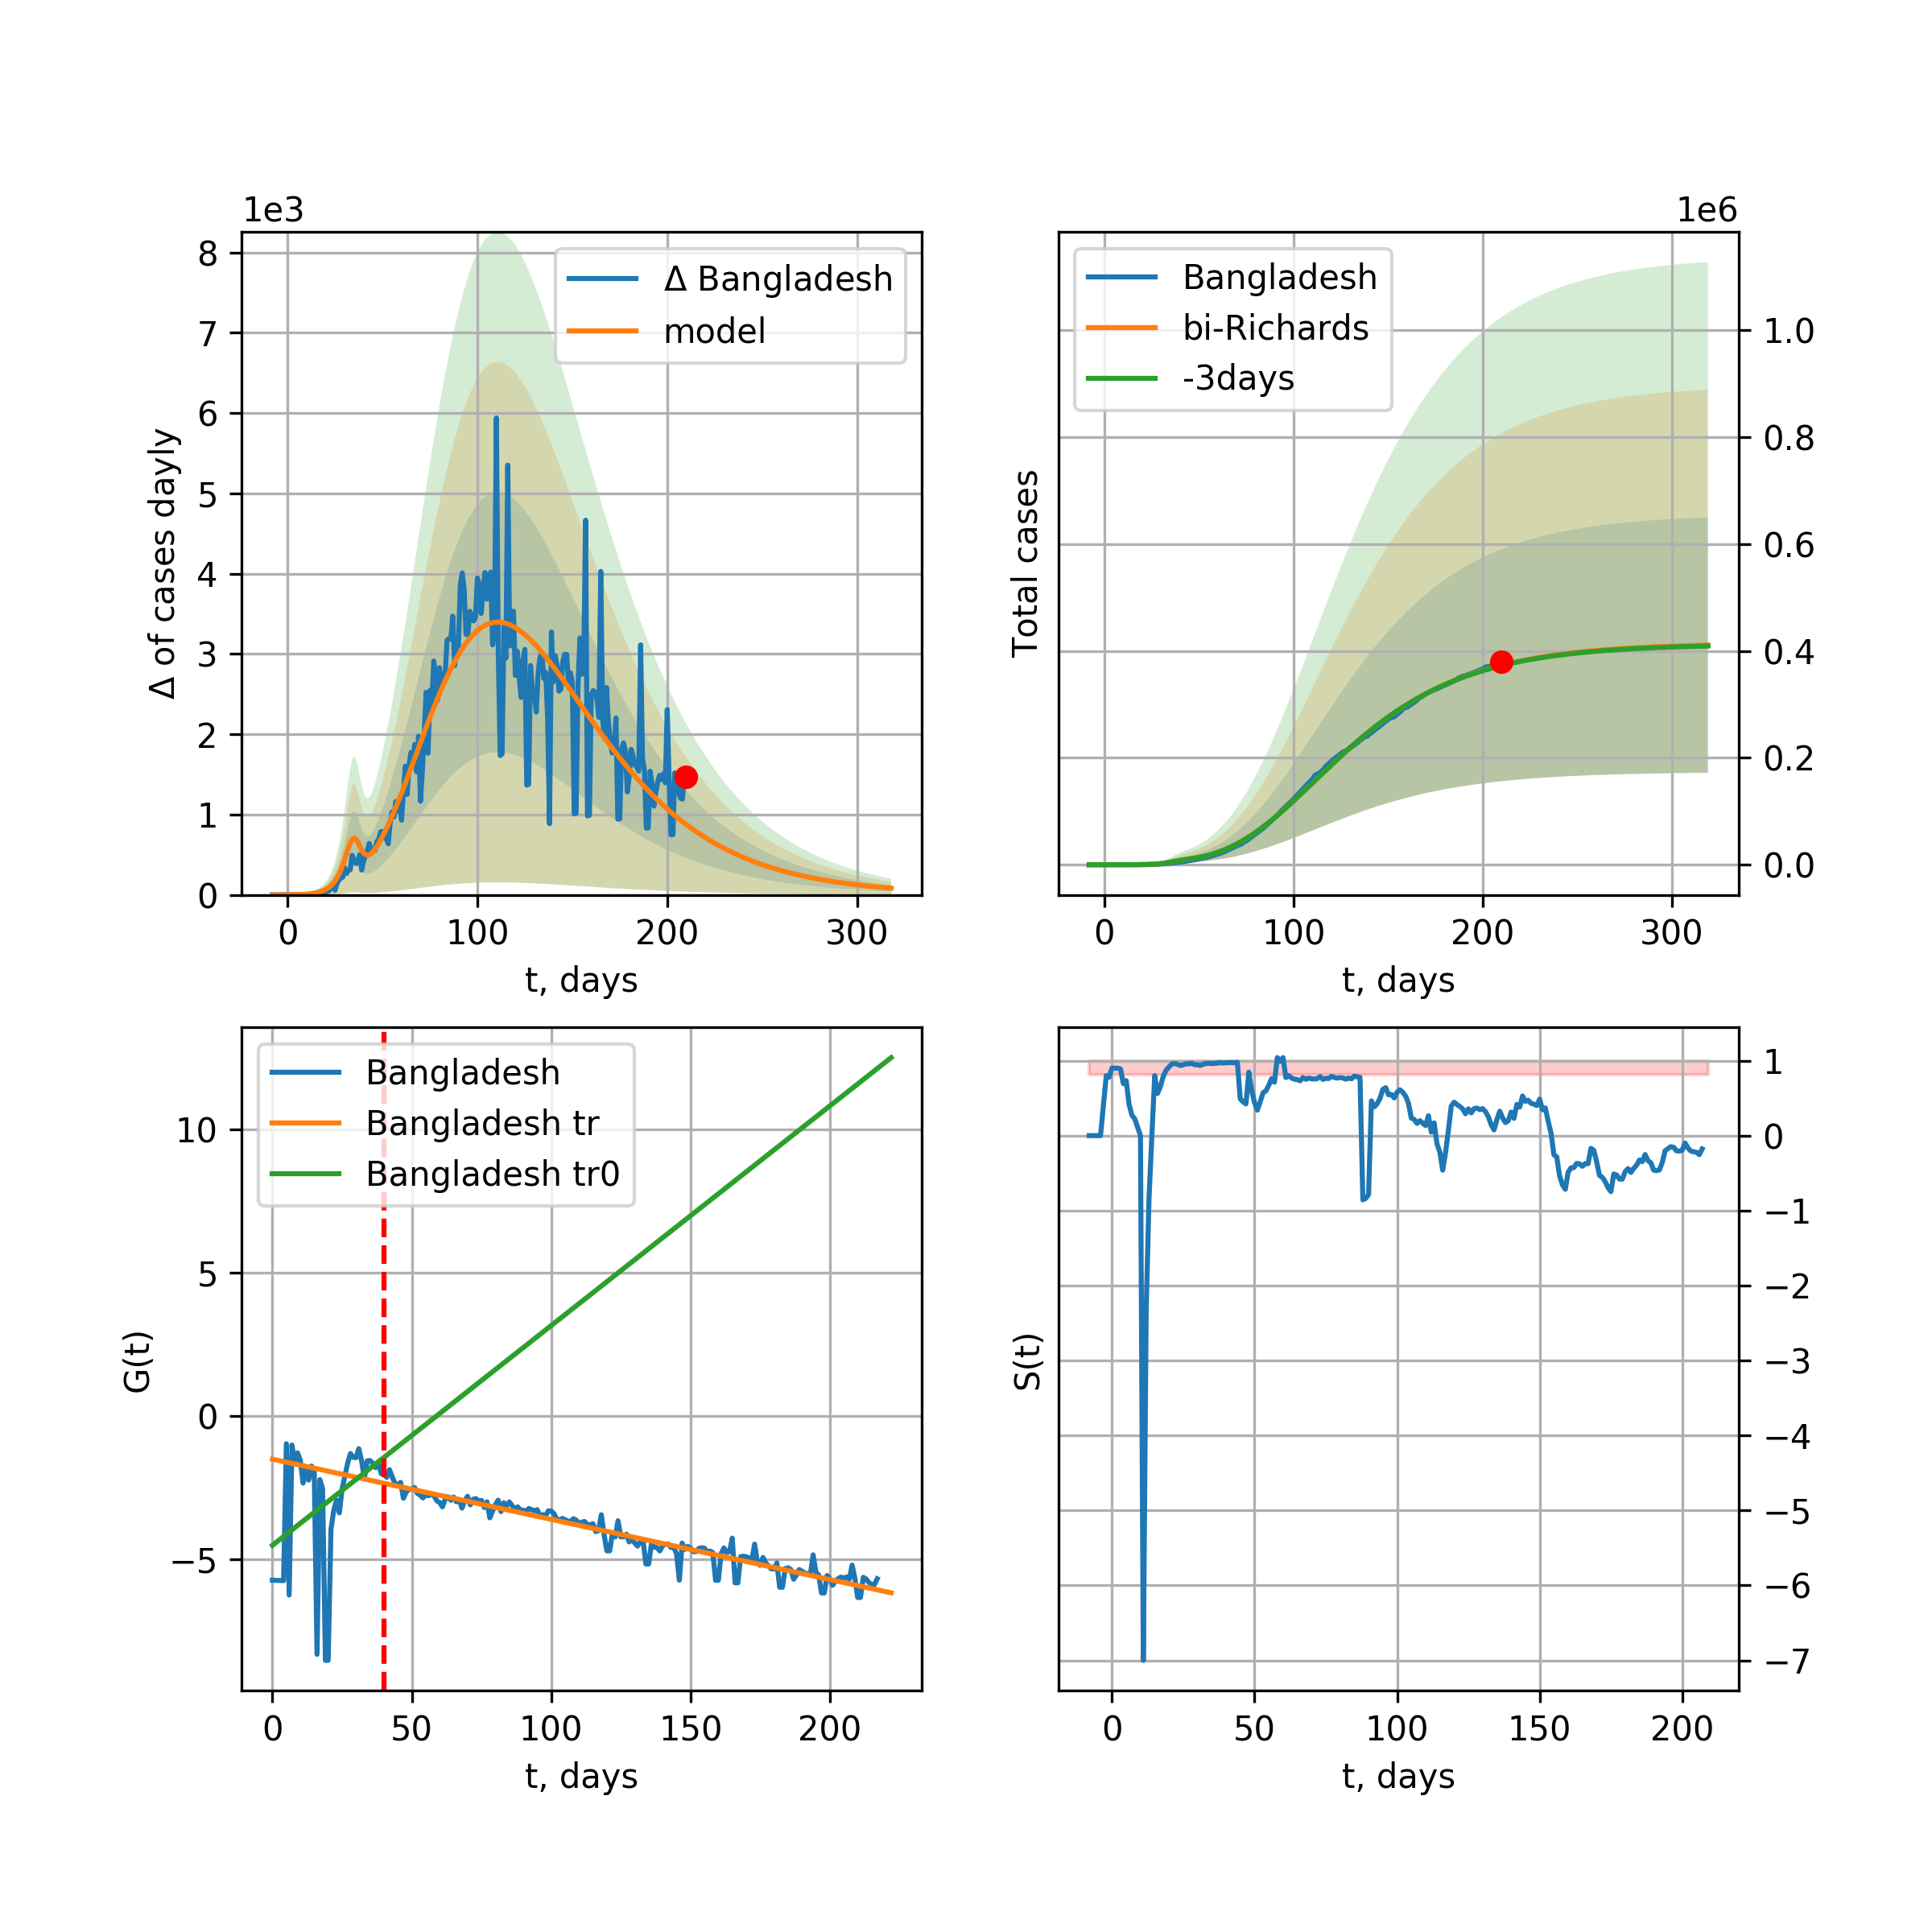 1e3
8
7
6
5
4
3
2
1
0
Δ of cases dayly
Δ Bangladesh
model
0 100 200 300
t, days
1e6
Total cases
Bangladesh
bi-Richards
-3days
1.0
0.8
0.6
0.4
0.2
0.0
0 100 200 300
t, days
10
5
0
−5
G(t)
Bangladesh
Bangladesh tr
Bangladesh tr0
0 50 100 150 200
t, days
S(t)
1
0
−1
−2
−3
−4
−5
−6
−7
0 50 100 150 200
t, days